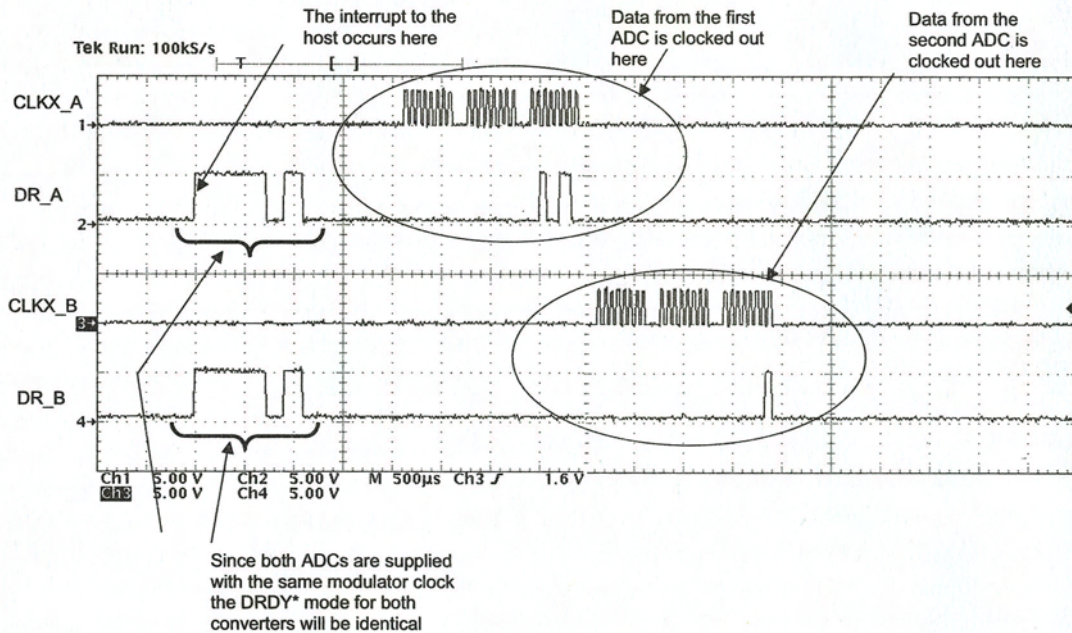 The interrupt to the
host occurs here
Data from the first
ADC is clocked out
here
Data from the
second ADC is
clocked out here
Tek Run: 100kS/s
T
[ ]
CLKX_A
1→
DR_A
2→
CLKX_B
3→
DR_B
4→
Ch1 5.00 V Ch2 5.00 V M 500µs Ch3 ƒ 1.6 V
Ch3 5.00 V Ch4 5.00 V
Since both ADCs are supplied
with the same modulator clock
the DRDY* mode for both
converters will be identical